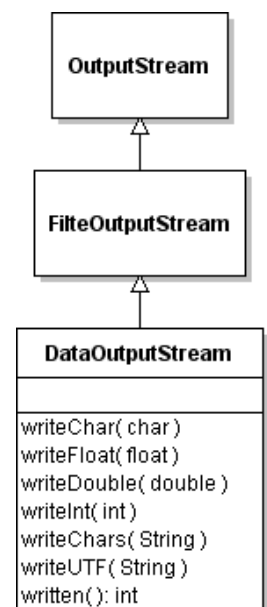 OutputStream
FilteOutputStream
DataOutputStream
writeChar( char )
writeFloat( float )
writeDouble( double )
writeInt( int )
writeChars( String )
writeUTF( String )
written(): int